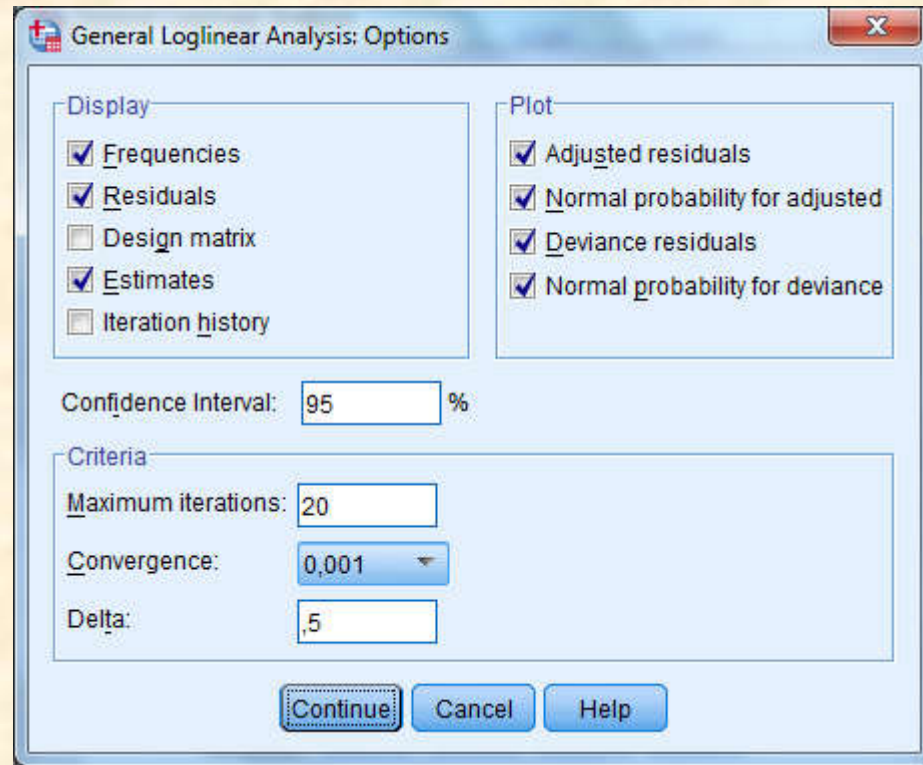 General Loglinear Analysis: Options
Display
Frequencies
Residuals
Design matrix
Estimates
Iteration history
Plot
Adjusted residuals
Normal probability for adjusted
Deviance residuals
Normal probability for deviance
Confidence Interval: 95 %
Criteria
Maximum iterations: 20
Convergence: 0,001
Delta: ,5
Continue Cancel Help